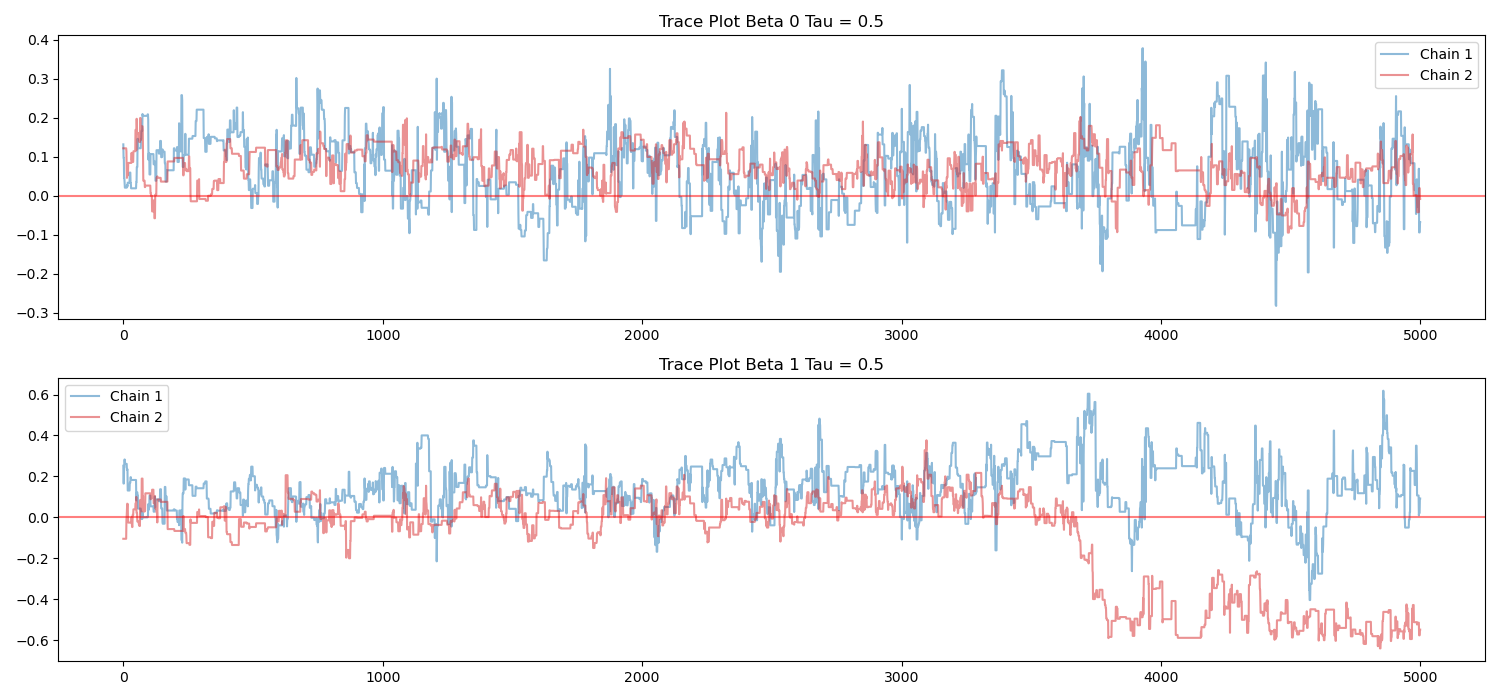 Trace Plot Beta 0 Tau = 0.5
0.4
0.3
0.2
0.1
0.0
−0.1
−0.2
−0.3
Chain 1
Chain 2
0 1000 2000 3000 4000 5000
Trace Plot Beta 1 Tau = 0.5
Chain 1
Chain 2
0.6
0.4
0.2
0.0
−0.2
−0.4
−0.6
0 1000 2000 3000 4000 5000